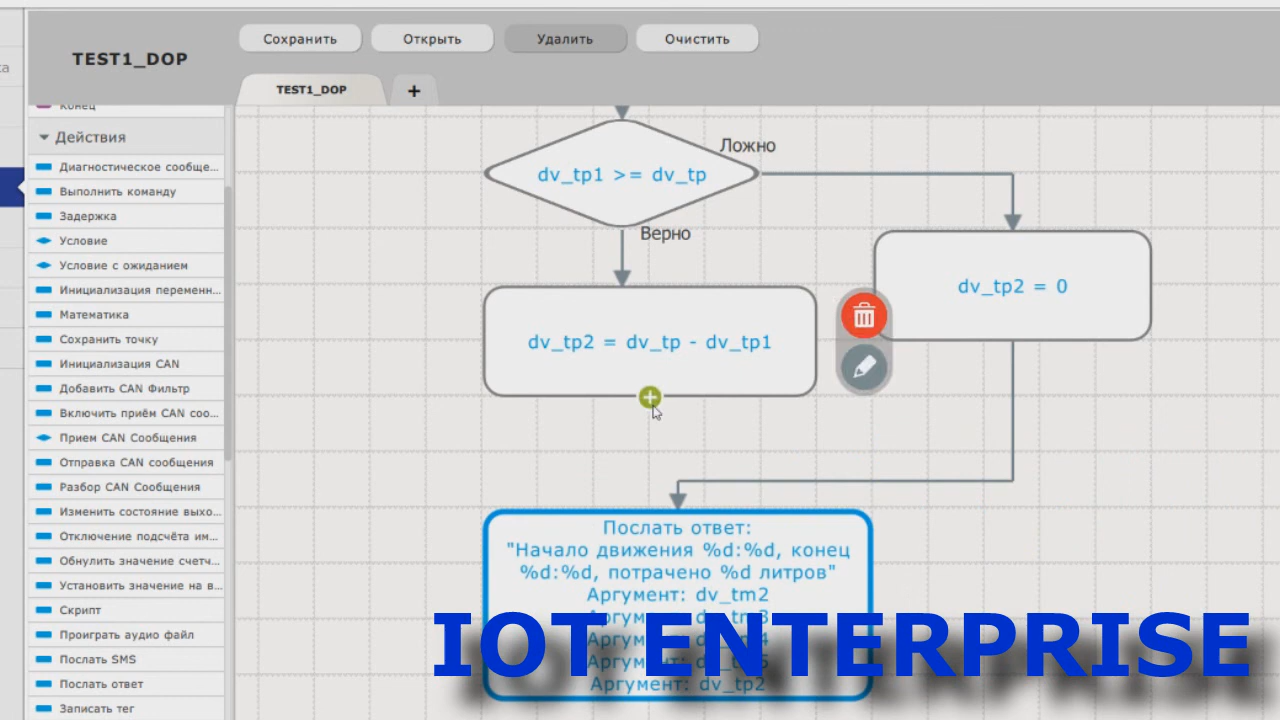 TEST1_DOP
Сохранить
Открыть
Удалить
Очистить
TEST1_DOP
+
ка
Конец
Действия
Диагностическое сообще...
Выполнить команду
Задержка
Условие
Условие с ожиданием
Инициализация переменн...
Математика
Сохранить точку
Инициализация CAN
Добавить CAN Фильтр
Включить приём CAN соо...
Прием CAN Сообщения
Отправка CAN сообщения
Разбор CAN Сообщения
Изменить состояние выхо...
Отключение подсчёта им...
Обнулить значение счетч...
Установить значение на в...
Скрипт
Проиграть аудио файл
Послать SMS
Послать ответ
Записать тег
Ложно
dv_tp1 >= dv_tp
Верно
dv_tp2 = 0
dv_tp2 = dv_tp - dv_tp1
Послать ответ:
"Начало движения %d:%d, конец
%d:%d, потрачено %d литров"
Аргумент: dv_tm2
Аргумент: dv_tm3
Аргумент: dv_tp2
IOT ENTERPRISE